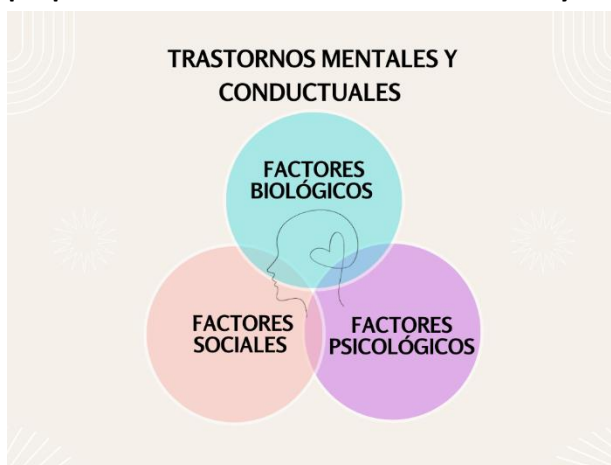 TRASTORNOS MENTALES Y
CONDUCTUALES
FACTORES
BIOLÓGICOS
FACTORES
SOCIALES
FACTORES
PSICOLÓGICOS